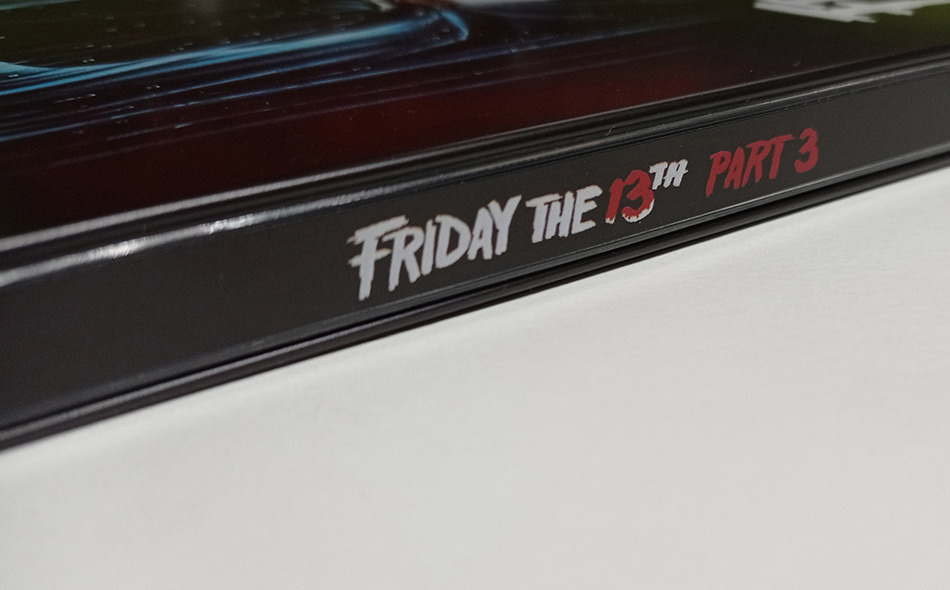 FRIDAY THE 13TH PART 3